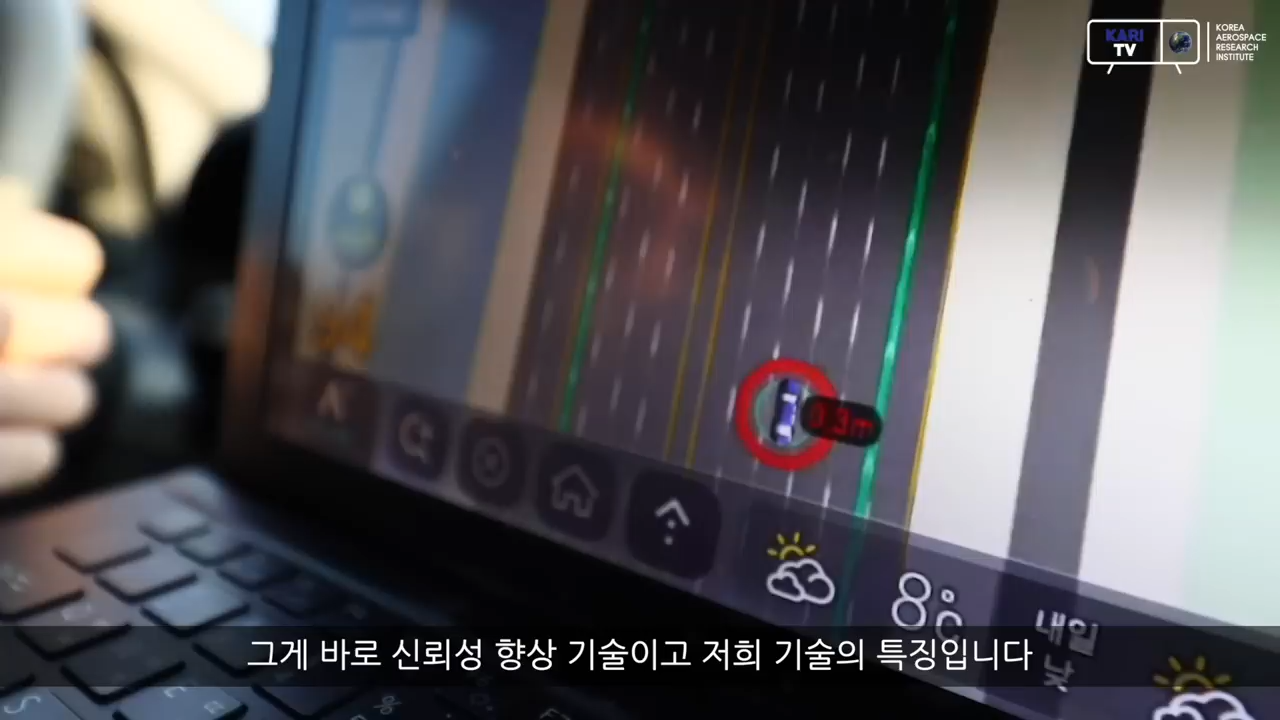 KARI
TV
KOREA
AEROSPACE
RESEARCH
INSTITUTE
0.3m
8°C
내일
낮
그게 바로 신뢰성 향상 기술이고 저희 기술의 특징입니다